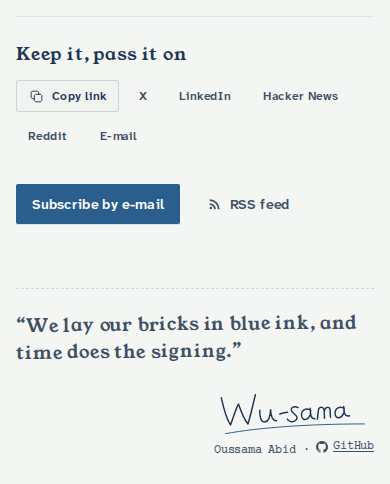 Keep it, pass it on
Copy link X LinkedIn Hacker News
Reddit E-mail
Subscribe by e-mail RSS feed
“We lay our bricks in blue ink, and
time does the signing.”
Wu-sama
Oussama Abid · GitHub